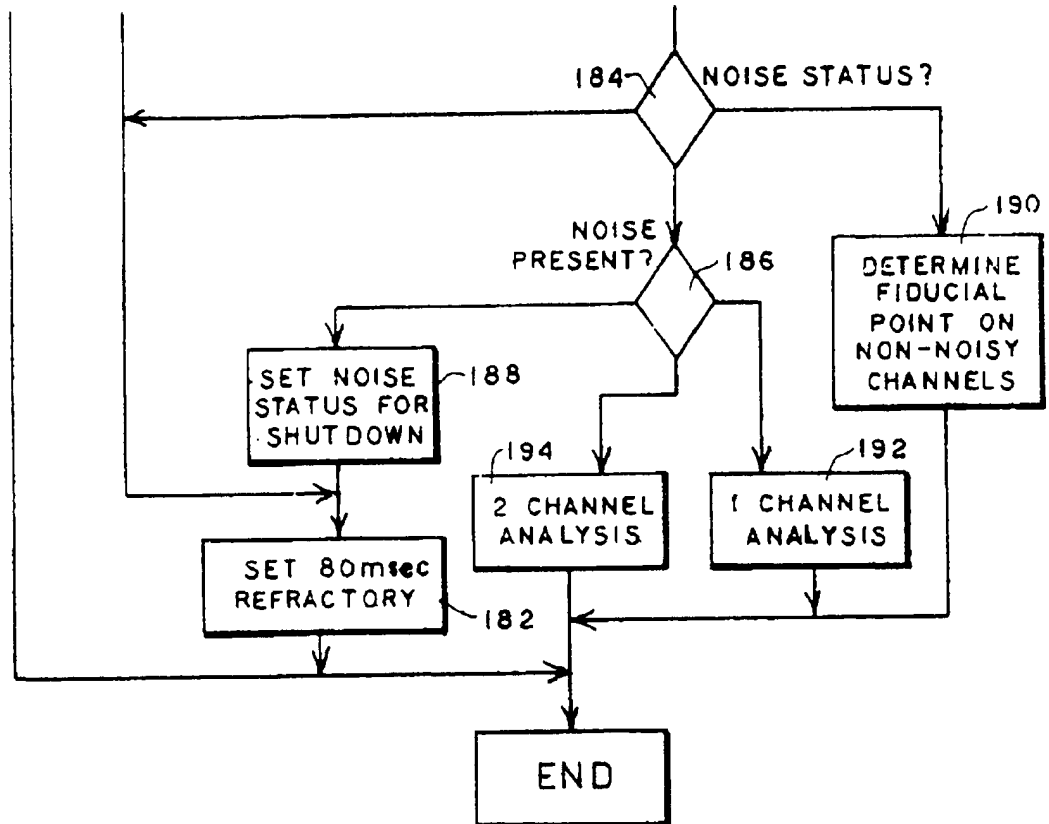 184
NOISE STATUS?
190
NOISE
PRESENT?
186
DETERMINE
FIDUCIAL
POINT ON
NON-NOISY
CHANNELS
SET NOISE
STATUS FOR
SHUTDOWN
188
194
2 CHANNEL
ANALYSIS
192
1 CHANNEL
ANALYSIS
SET 80msec
REFRACTORY
182
END